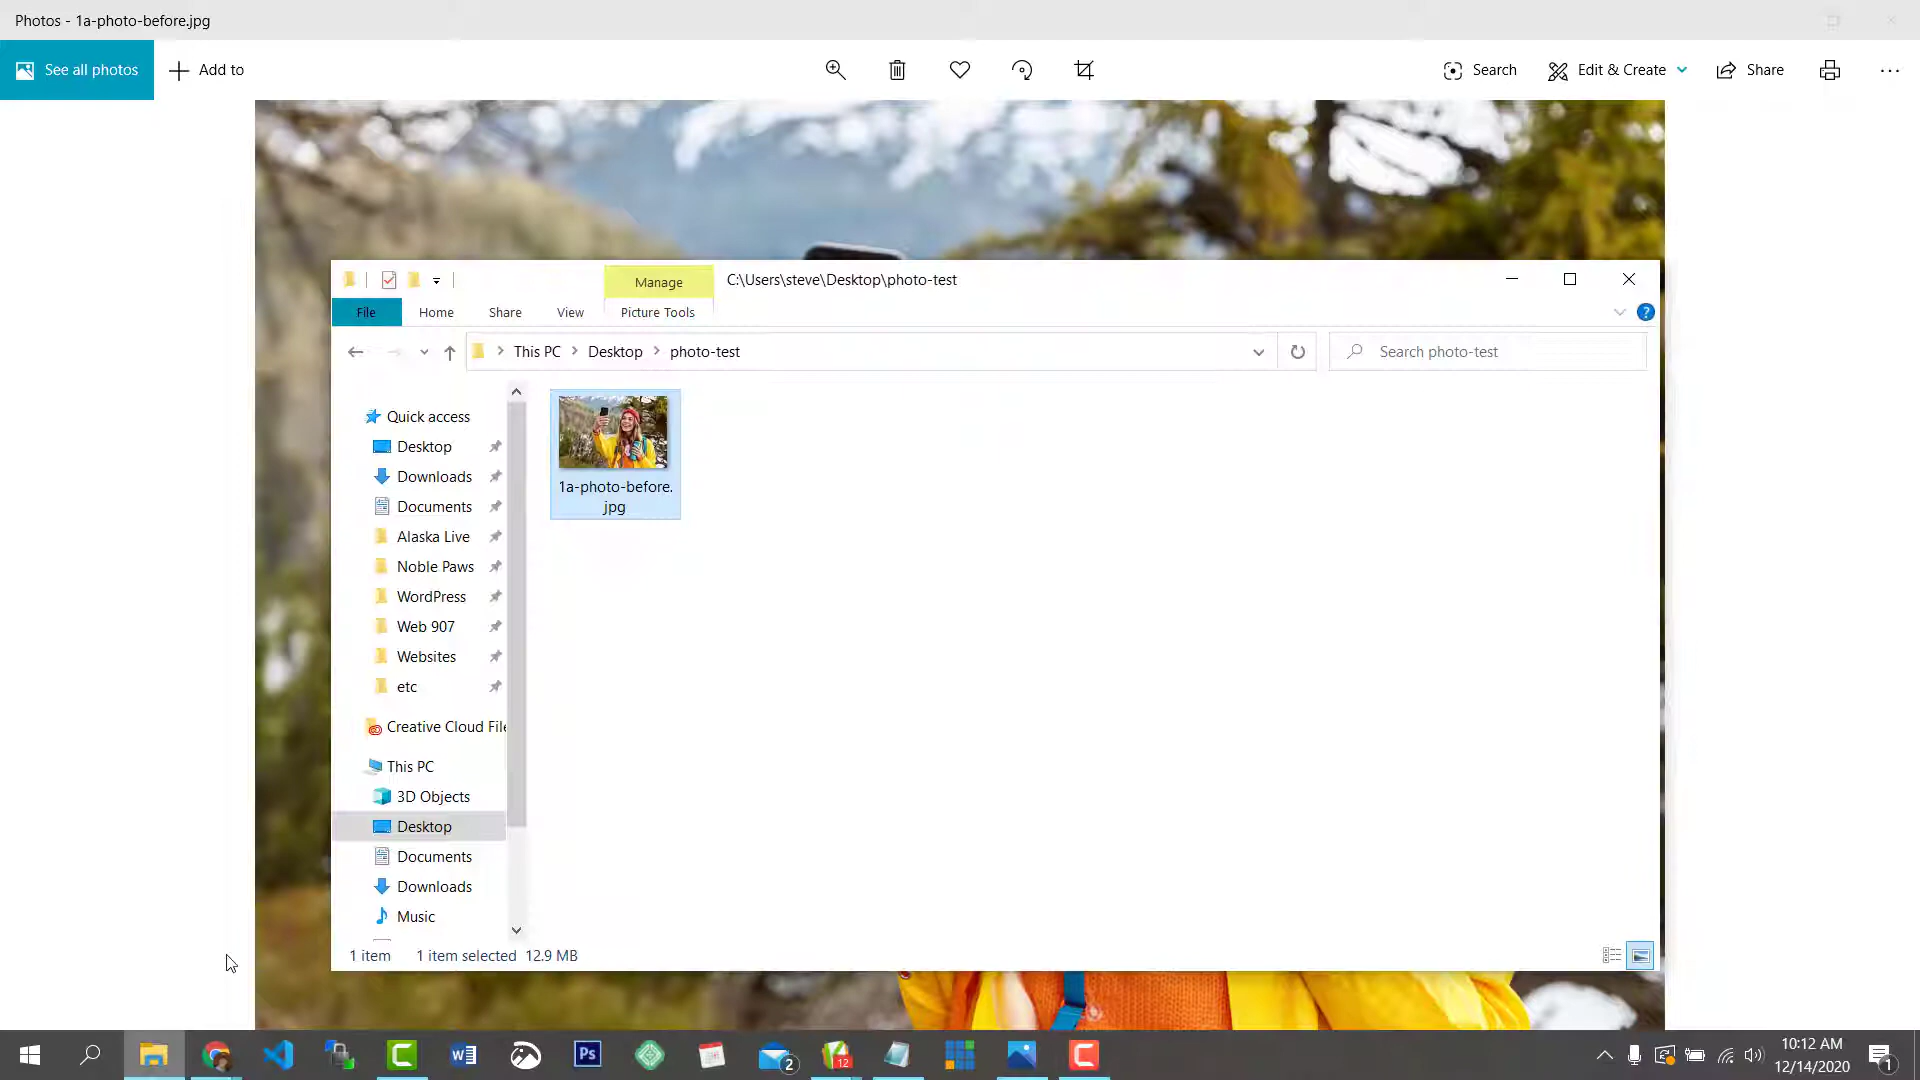 Photos - 1a-photo-before.jpg
See all photos
Add to
Search
Edit & Create
Share
Manage
C:\Users\steve\Desktop\photo-test
File
Home
Share
View
Picture Tools
?
This PC
Desktop
photo-test
Search photo-test
Quick access
Desktop
Downloads
Documents
Alaska Live
Noble Paws
WordPress
Web 907
Websites
etc
Creative Cloud File
This PC
3D Objects
Desktop
Documents
Downloads
Music
1a-photo-before.
jpg
1 item
1 item selected 12.9 MB
W
Ps
2
12
C
C
10:12 AM
12/14/2020
1